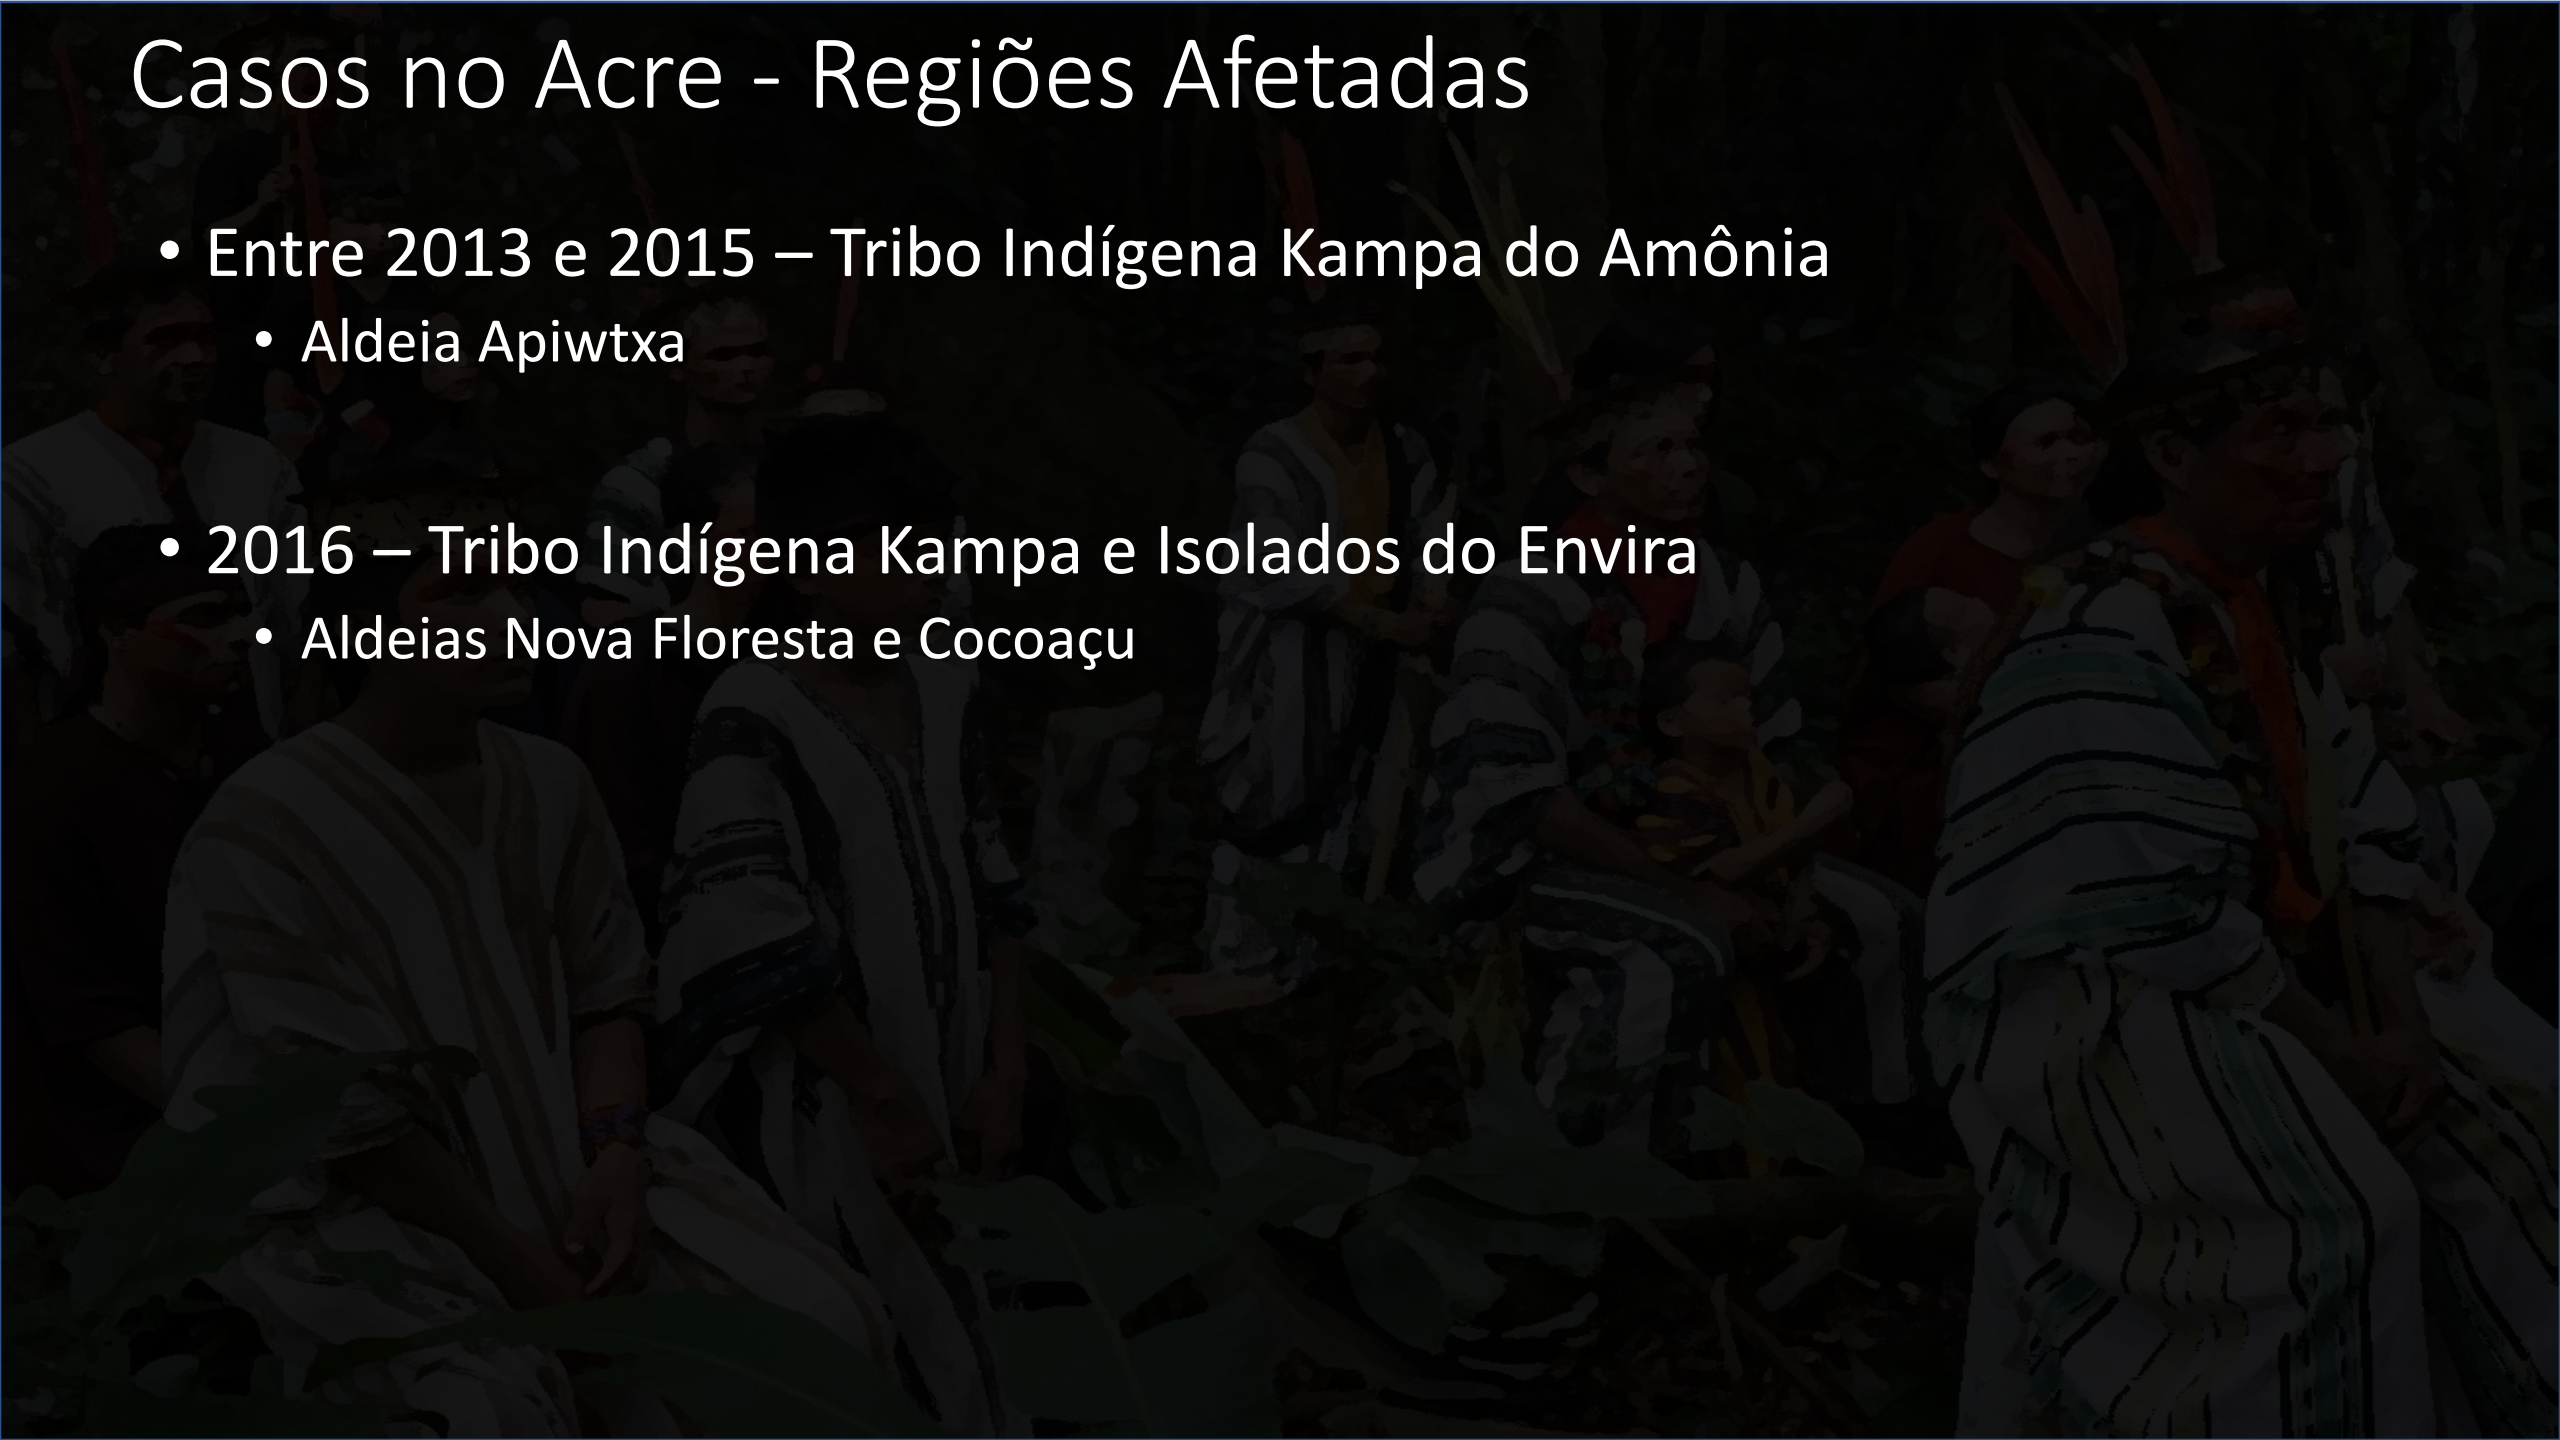 Casos no Acre - Regiões Afetadas
• Entre 2013 e 2015 – Tribo Indígena Kampa do Amônia
• Aldeia Apiwtxa
• 2016 – Tribo Indígena Kampa e Isolados do Envira
• Aldeias Nova Floresta e Cocoaçu